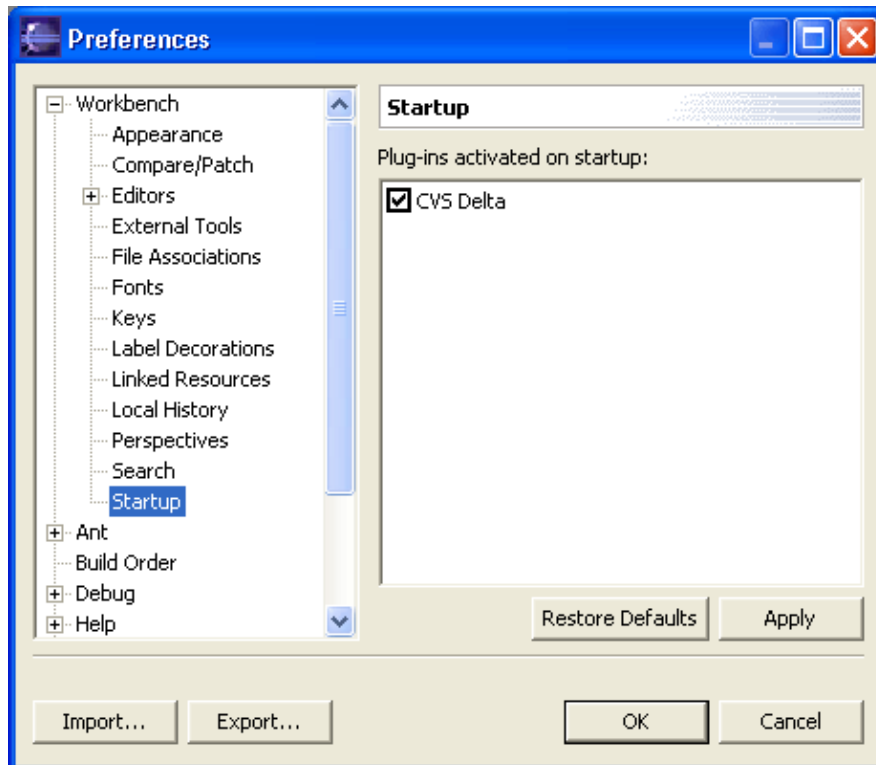 Preferences
Workbench
Appearance
Compare/Patch
Editors
External Tools
File Associations
Fonts
Keys
Label Decorations
Linked Resources
Local History
Perspectives
Search
Startup
Ant
Build Order
Debug
Help
Startup
Plug-ins activated on startup:
CVS Delta
Restore Defaults
Apply
Import...
Export...
OK
Cancel